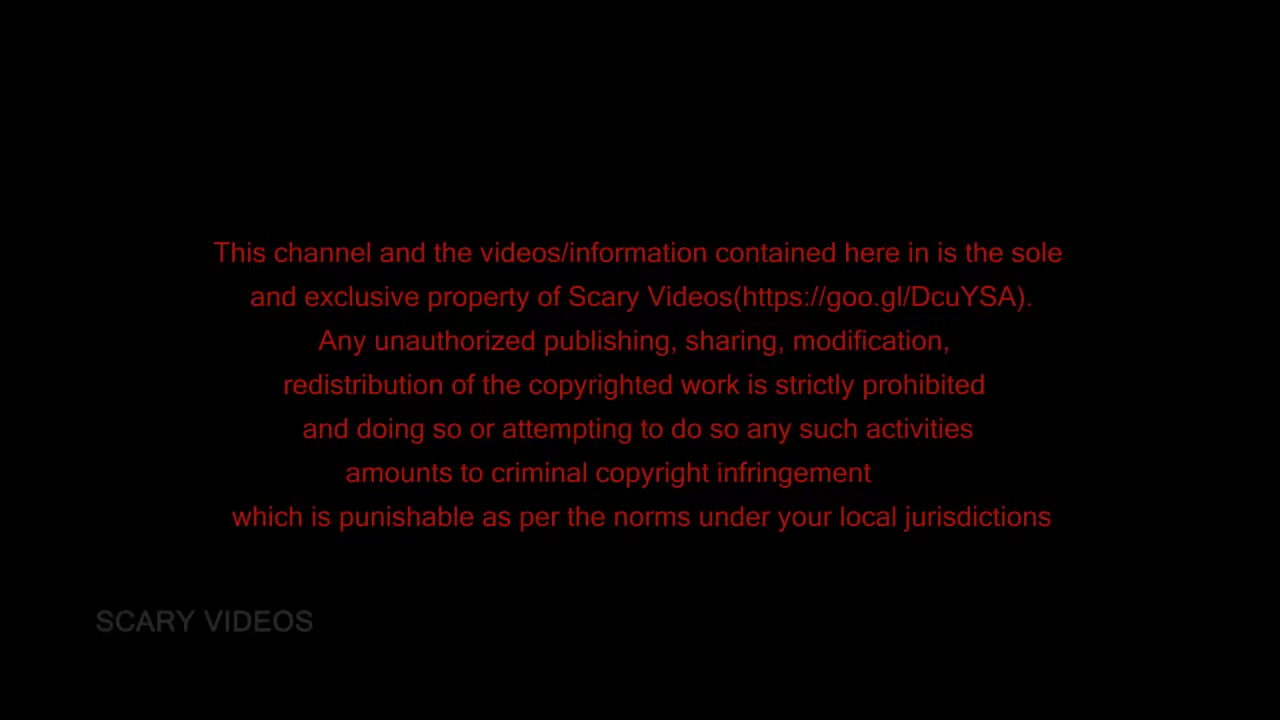 This channel and the videos/information contained here in is the sole
and exclusive property of Scary Videos(https://goo.gl/DcuYSA).
Any unauthorized publishing, sharing, modification,
redistribution of the copyrighted work is strictly prohibited
and doing so or attempting to do so any such activities
amounts to criminal copyright infringement
which is punishable as per the norms under your local jurisdictions
SCARY VIDEOS